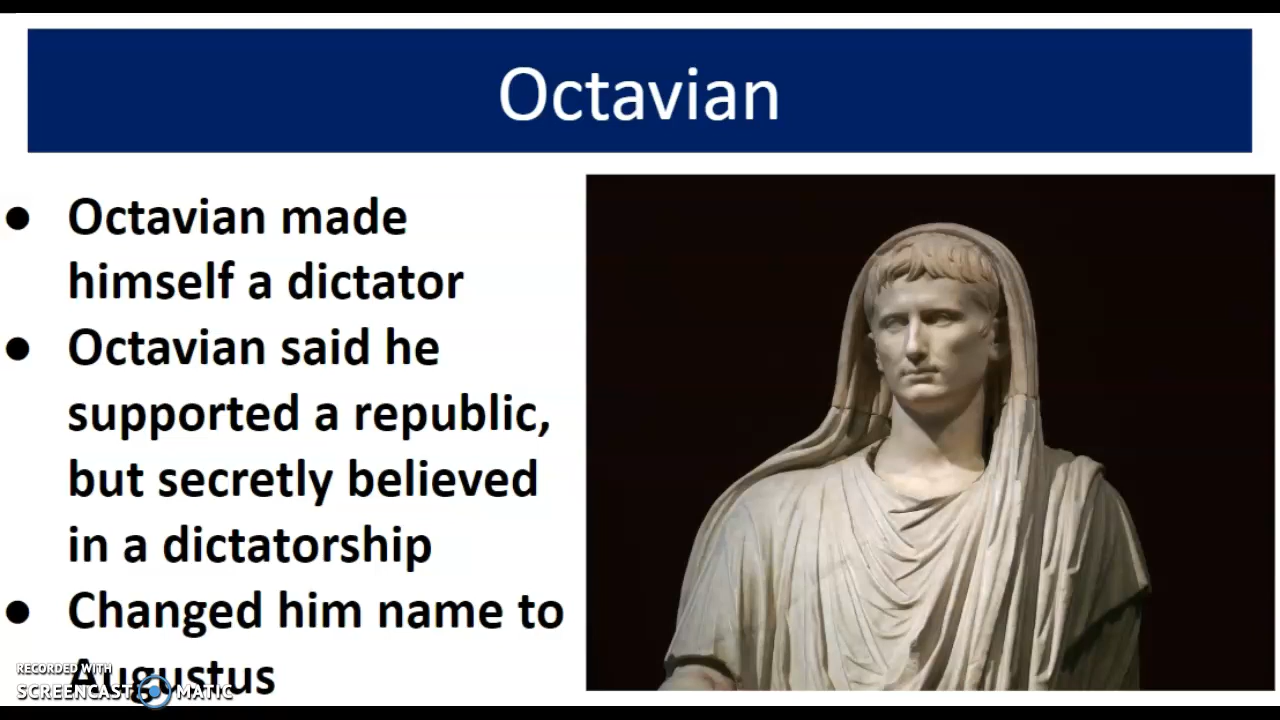 Octavian
● Octavian made
himself a dictator
● Octavian said he
supported a republic,
but secretly believed
in a dictatorship
● Changed him name to
Augustus
RECORDED WITH
SCREENCAST MATIC